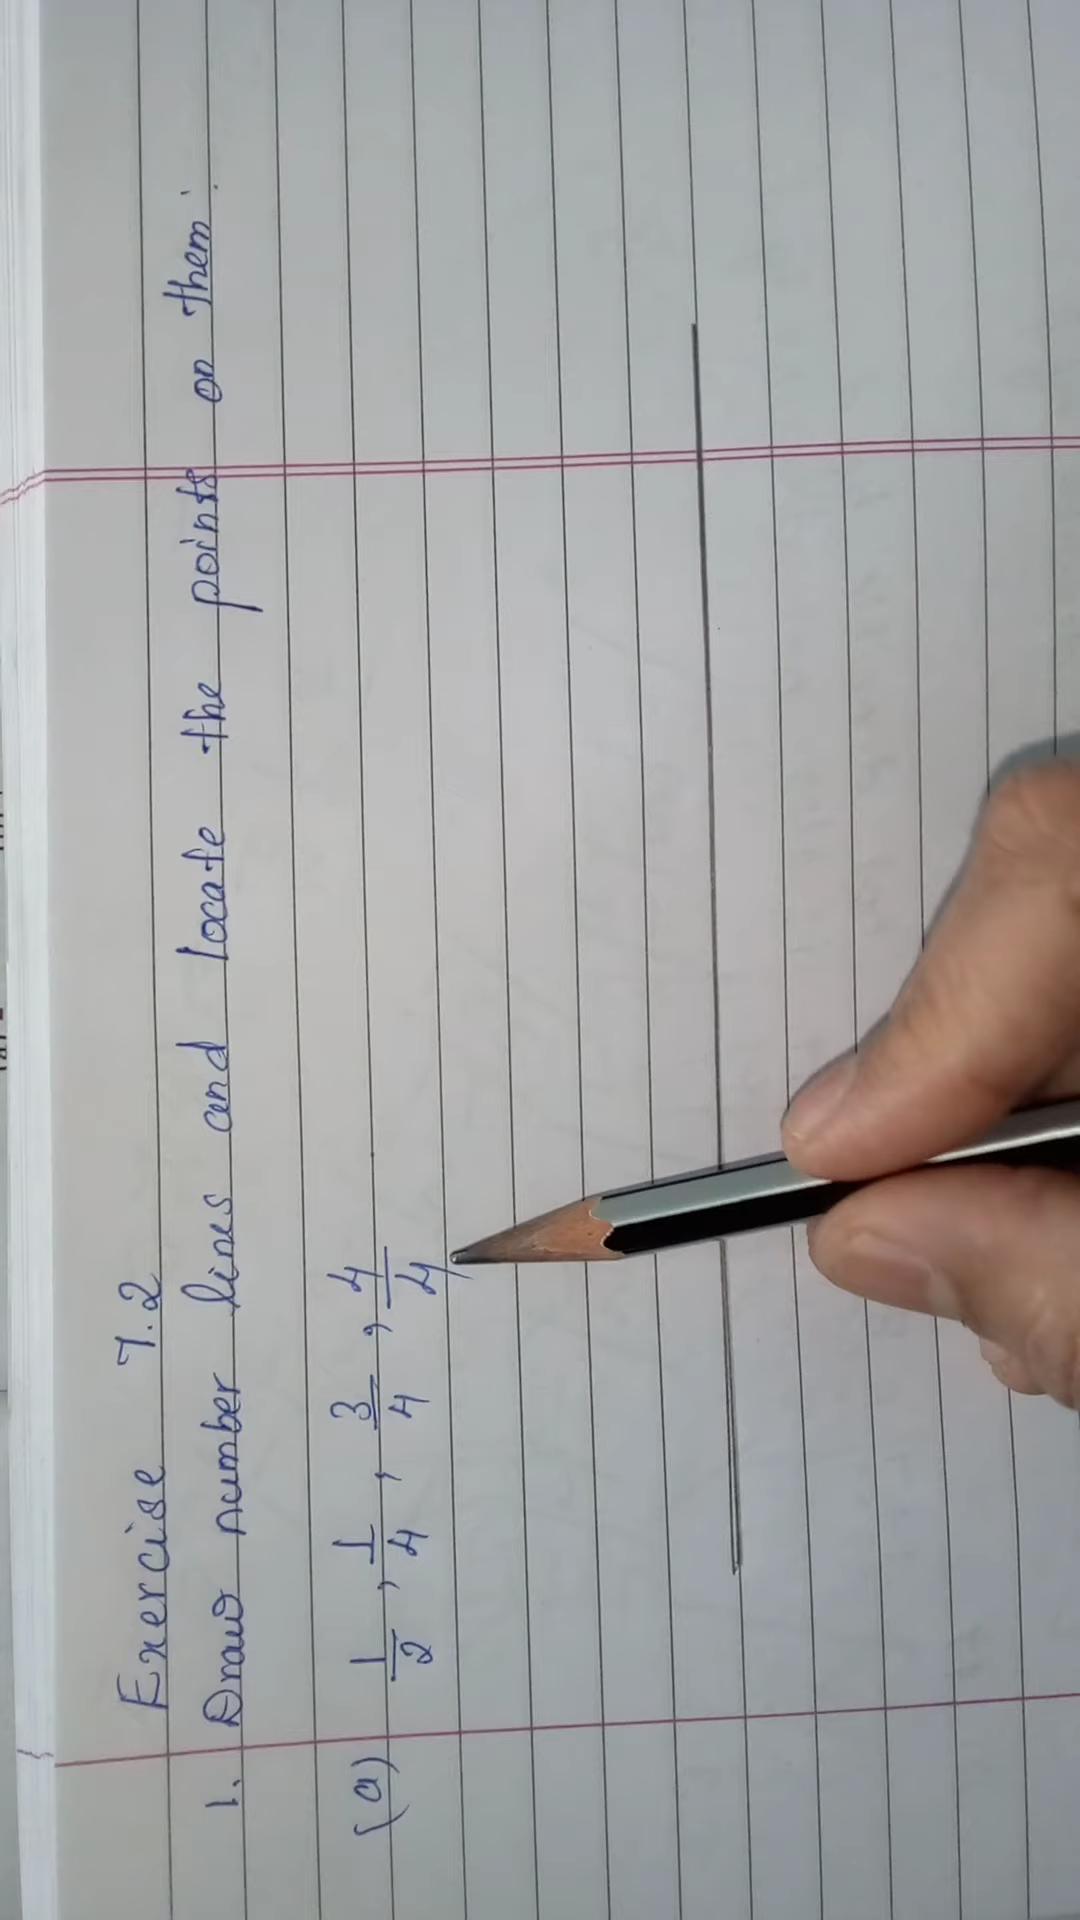 Exercise 7.2
1. Draw number lines and locate the points on them:
(a) 1/2, 1/4, 3/4, 4/4